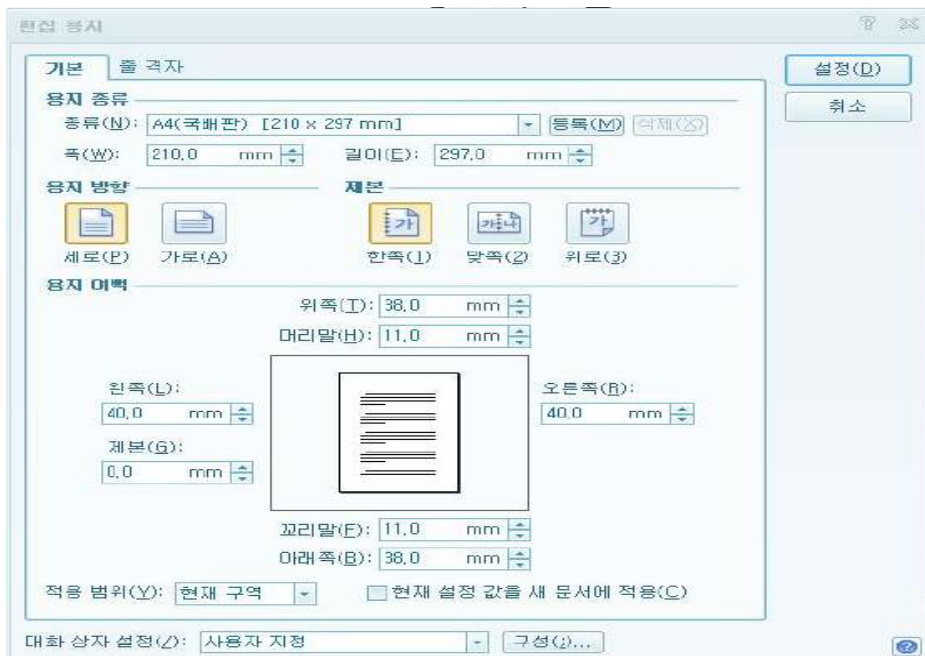 편집 용지
기본 줄 격자
설정(D)
취소
용지 종류
종류(N): A4(국배판) [210 x 297 mm] 등록(M) 삭제(X)
폭(W): 210,0 mm 길이(E): 297,0 mm
용지 방향 제본
가 가나 가
세로(P) 가로(A) 한쪽(1) 맞쪽(2) 위로(3)
용지 여백
위쪽(T): 38,0 mm
머리말(H): 11,0 mm
왼쪽(L): 오른쪽(R):
40,0 mm 40,0 mm
제본(G):
0,0 mm
꼬리말(F): 11,0 mm
아래쪽(B): 38,0 mm
적용 범위(Y): 현재 구역 현재 설정 값을 새 문서에 적용(C)
대화 상자 설정(/): 사용자 지정 구성(;)...